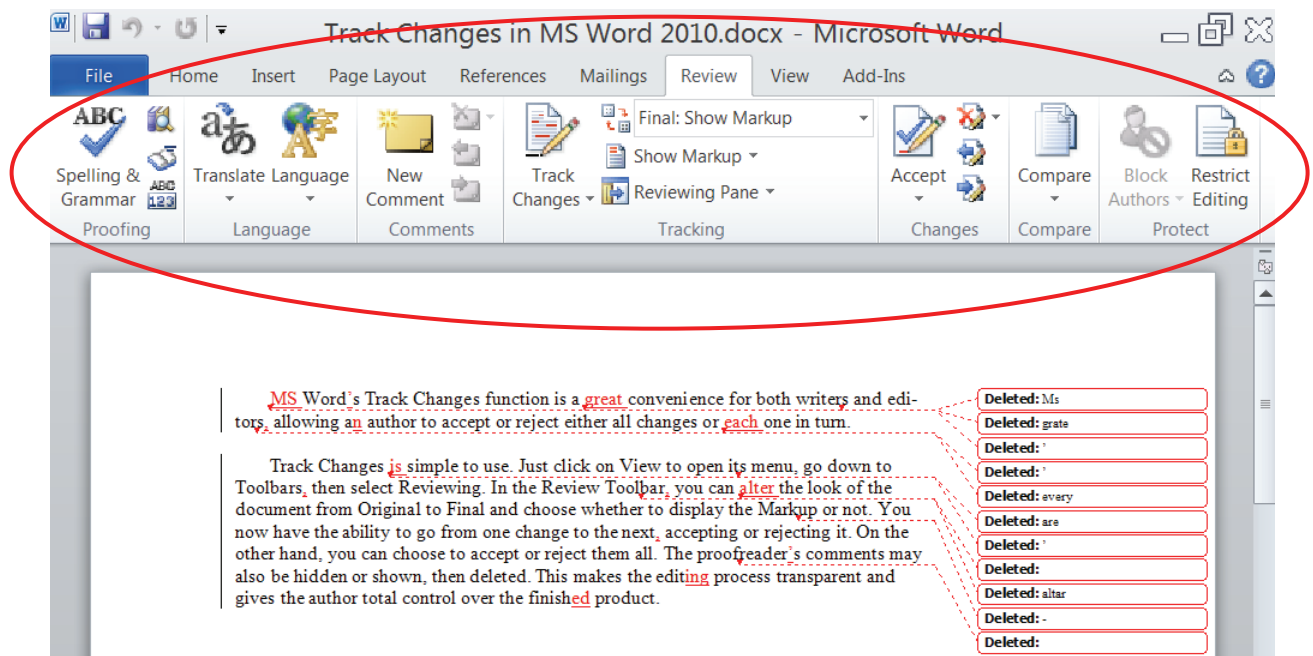 Track Changes in MS Word 2010.docx - Microsoft Word
File Home Insert Page Layout References Mailings Review View Add-Ins
ABC
ABC
123
Spelling & Grammar
Translate
Language
New Comment
Track Changes
Final: Show Markup
Show Markup
Reviewing Pane
Accept
Compare
Block Authors
Restrict Editing
Proofing Language Comments Tracking Changes Compare Protect
MS Word's Track Changes function is a great convenience for both writers and edi-
tors, allowing an author to accept or reject either all changes or each one in turn.
Track Changes is simple to use. Just click on View to open its menu, go down to
Toolbars, then select Reviewing. In the Review Toolbar, you can alter the look of the
document from Original to Final and choose whether to display the Markup or not. You
now have the ability to go from one change to the next, accepting or rejecting it. On the
other hand, you can choose to accept or reject them all. The proofreader's comments may
also be hidden or shown, then deleted. This makes the editing process transparent and
gives the author total control over the finished product.
Deleted: Ms
Deleted: grate
Deleted: '
Deleted: '
Deleted: every
Deleted: are
Deleted: '
Deleted:
Deleted: altar
Deleted: -
Deleted: